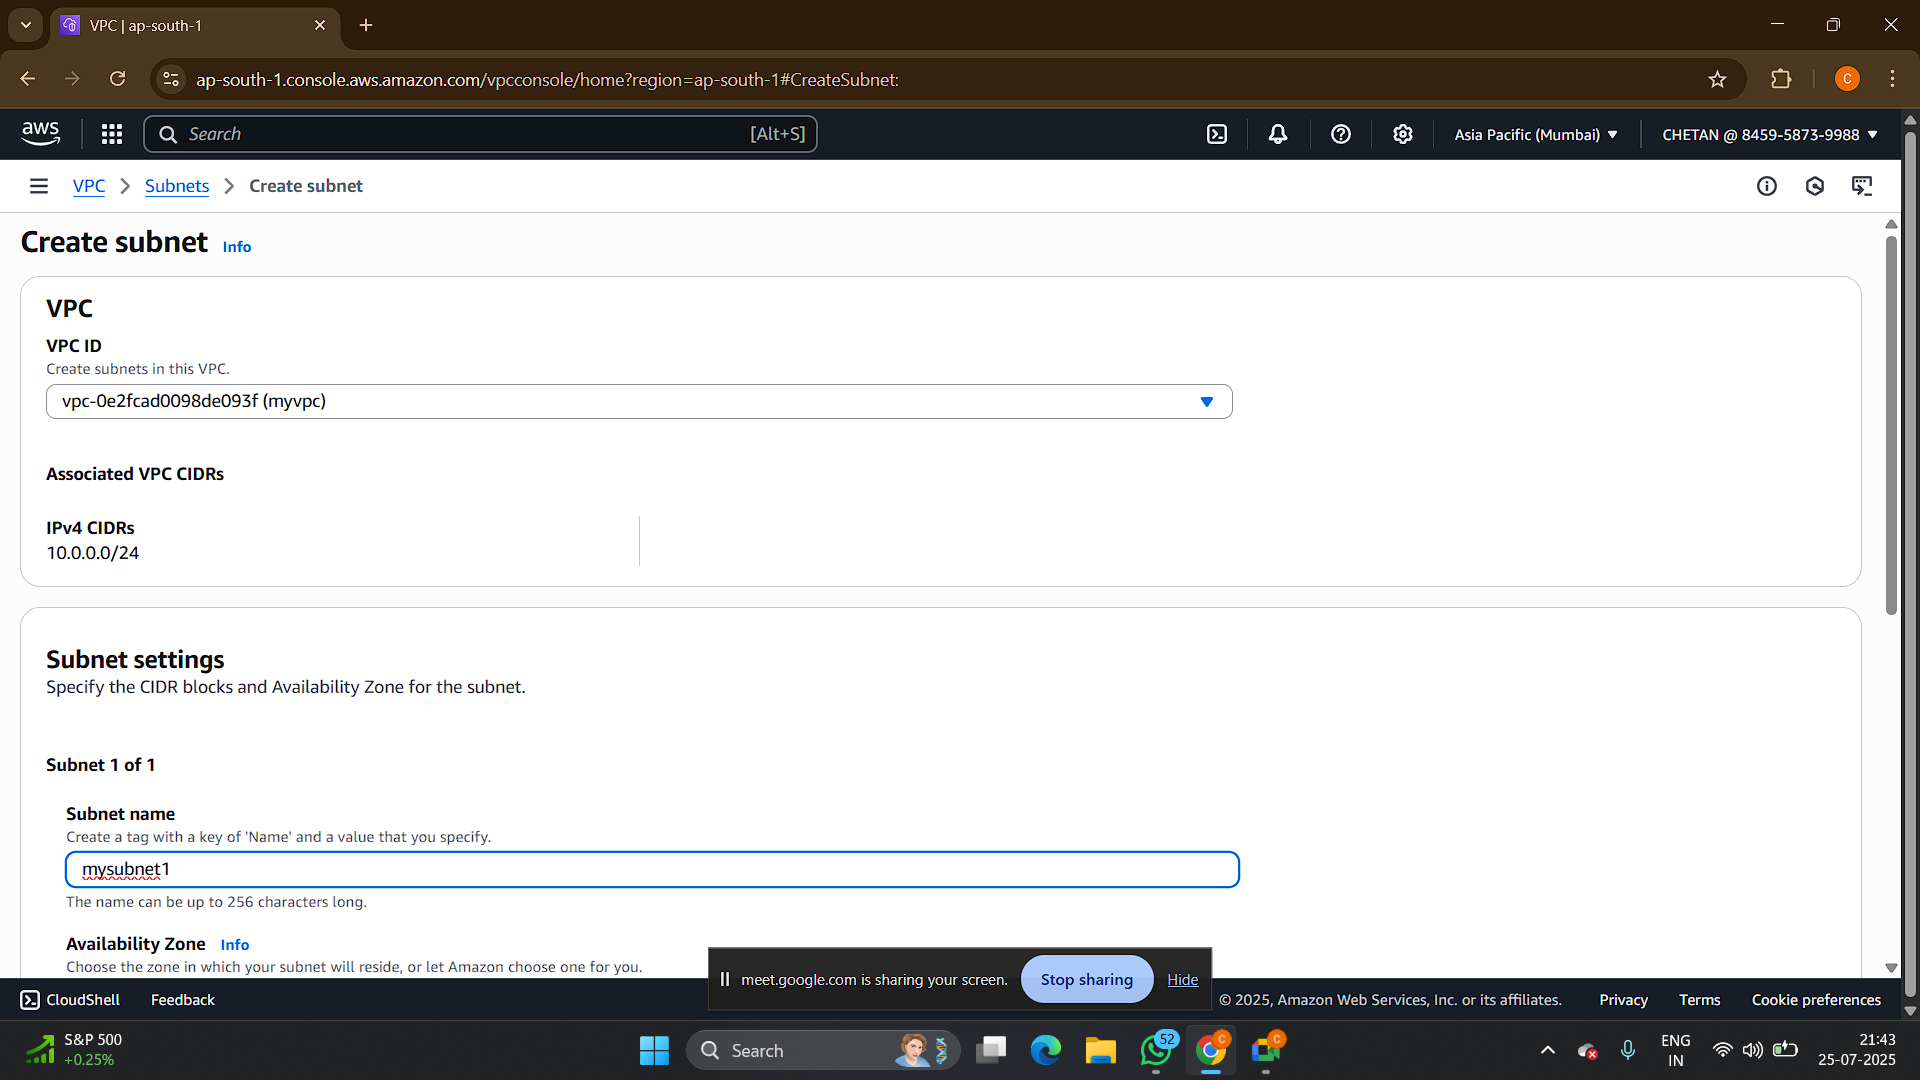 VPC | ap-south-1
ap-south-1.console.aws.amazon.com/vpcconsole/home?region=ap-south-1#CreateSubnet:
C
aws
Search
[Alt+S]
Asia Pacific (Mumbai)
CHETAN @ 8459-5873-9988
VPC
Subnets
Create subnet
Create subnet Info
VPC
VPC ID
Create subnets in this VPC.
vpc-0e2fcad0098de093f (myvpc)
Associated VPC CIDRs
IPv4 CIDRs
10.0.0.0/24
Subnet settings
Specify the CIDR blocks and Availability Zone for the subnet.
Subnet 1 of 1
Subnet name
Create a tag with a key of 'Name' and a value that you specify.
mysubnet1
The name can be up to 256 characters long.
Availability Zone Info
Choose the zone in which your subnet will reside, or let Amazon choose one for you.
meet.google.com is sharing your screen.
Stop sharing
Hide
CloudShell
Feedback
© 2025, Amazon Web Services, Inc. or its affiliates.
Privacy
Terms
Cookie preferences
S&P 500
+0.25%
Search
52
C
C
ENG
IN
21:43
25-07-2025